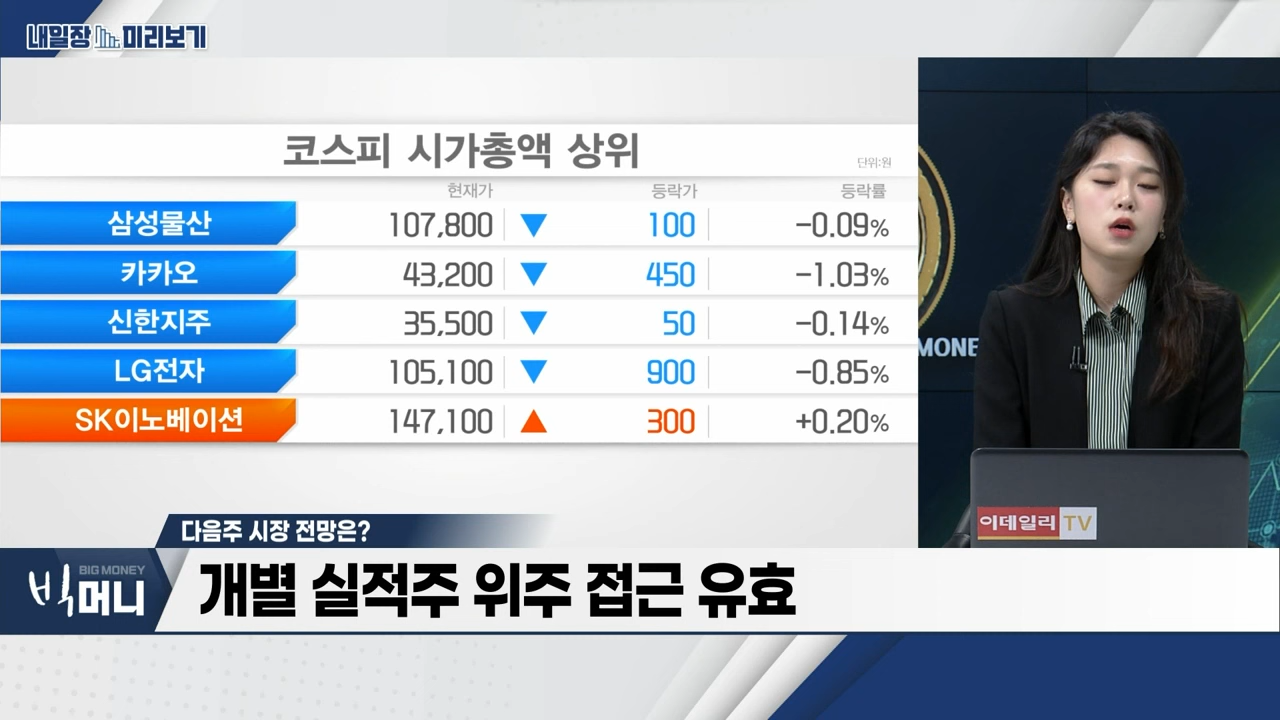 내일장 미리보기
코스피 시가총액 상위
단위:원
현재가 등락가 등락률
삼성물산 107,800 ▼ 100 -0.09%
카카오 43,200 ▼ 450 -1.03%
신한지주 35,500 ▼ 50 -0.14%
LG전자 105,100 ▼ 900 -0.85%
SK이노베이션 147,100 ▲ 300 +0.20%
MONE
이데일리 TV
다음주 시장 전망은?
BIG MONEY
빅머니
개별 실적주 위주 접근 유효